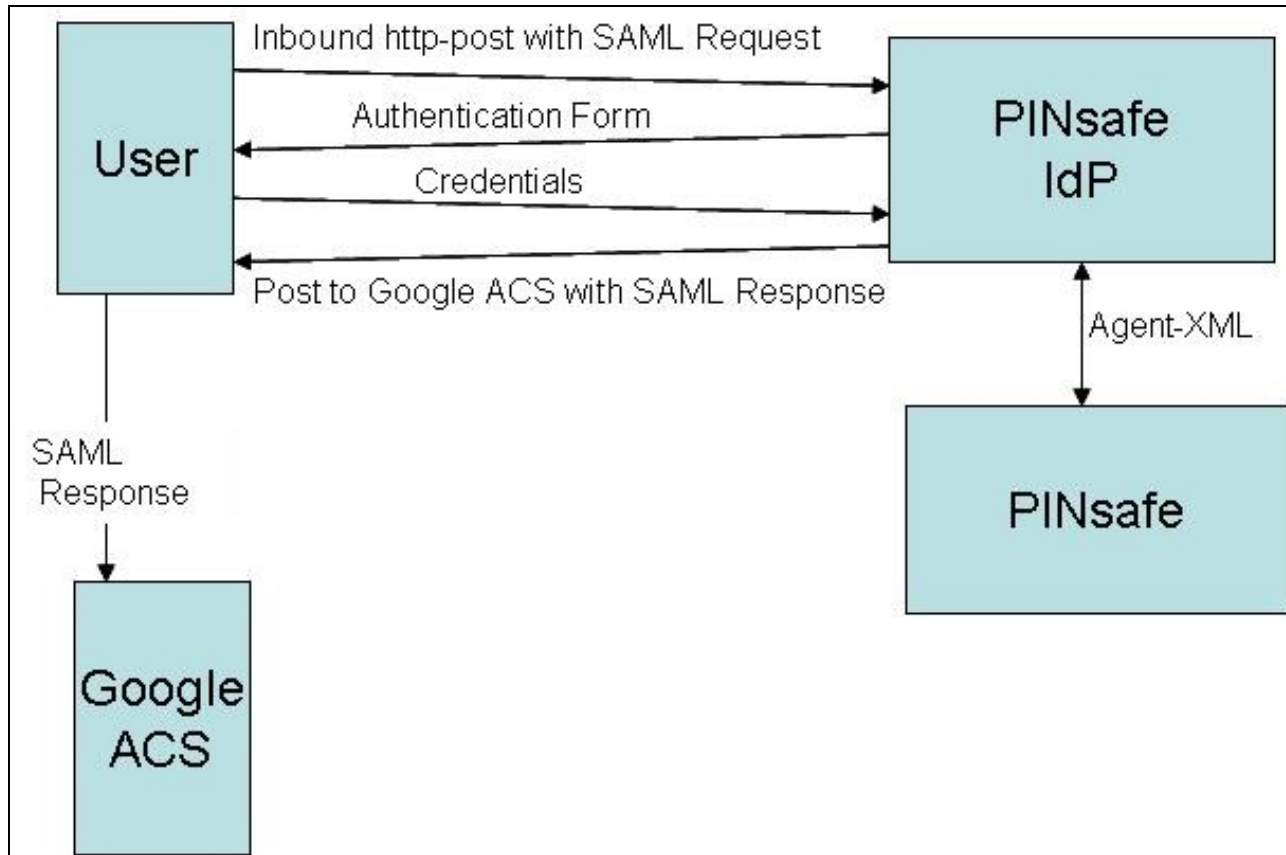 Inbound http-post with SAML Request
User
Authentication Form
PINsafe
IdP
Credentials
Post to Google ACS with SAML Response
Agent-XML
SAML
Response
PINsafe
Google
ACS